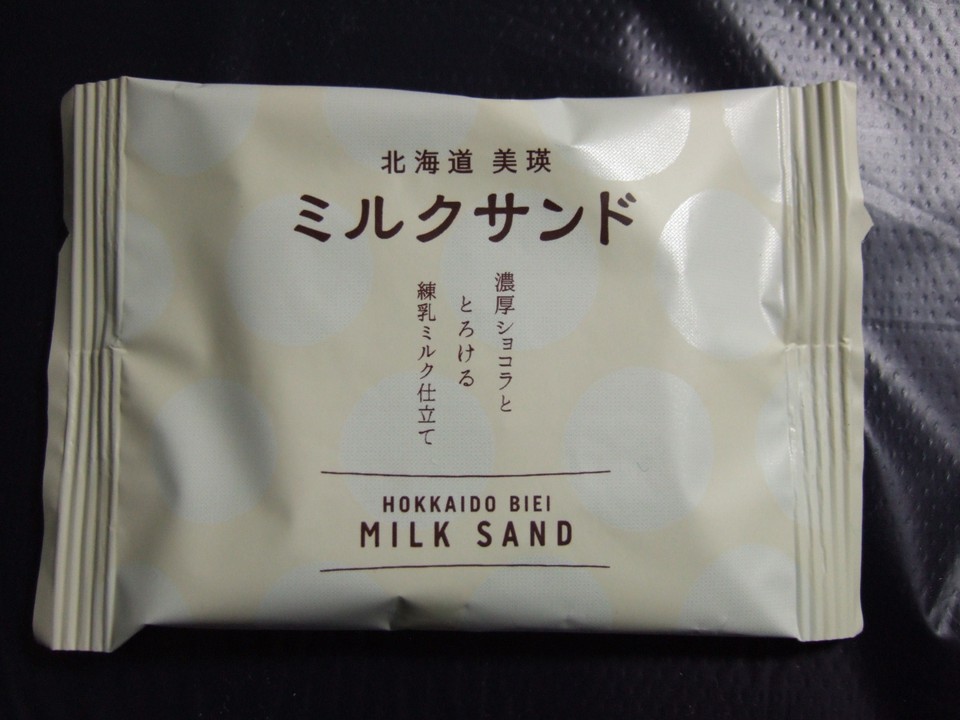 北海道 美瑛
ミルクサンド
濃厚ショコラと
とろける
練乳ミルク仕立て
HOKKAIDO BIEI
MILK SAND